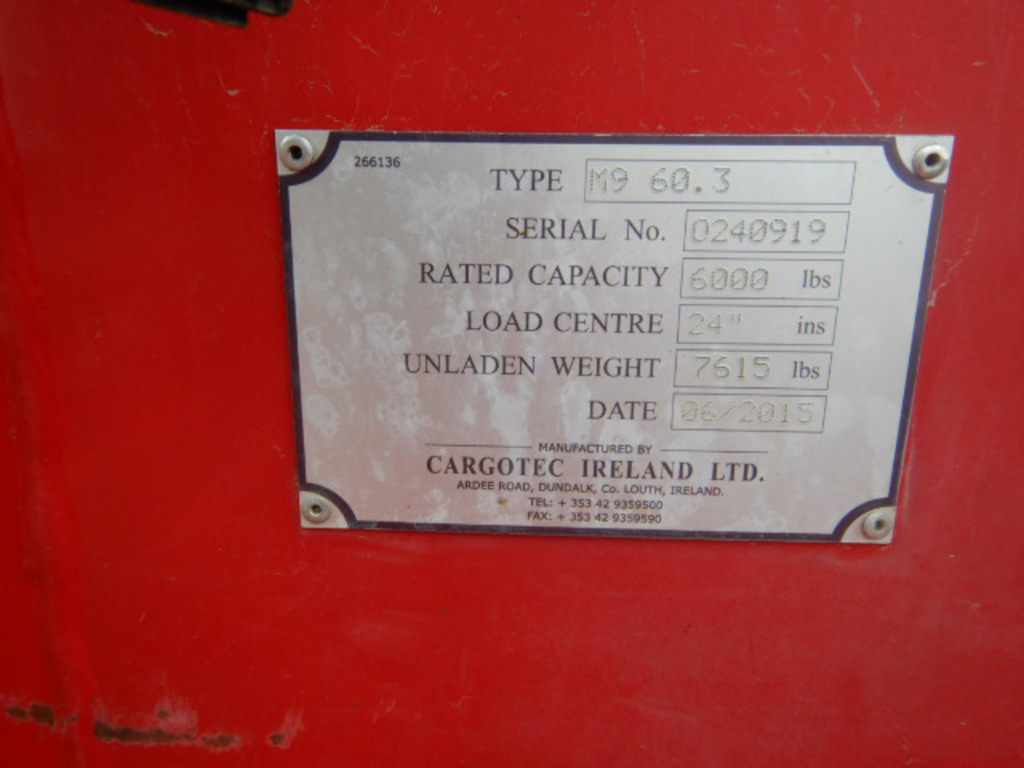 266136
TYPE M9 60.3
SERIAL No. 0240919
RATED CAPACITY 6000 lbs
LOAD CENTRE 24" ins
UNLADEN WEIGHT 7615 lbs
DATE 06/2015
MANUFACTURED BY
CARGOTEC IRELAND LTD.
ARDEE ROAD, DUNDALK, Co. LOUTH, IRELAND.
TEL: + 353 42 9359500
FAX: + 353 42 9359590